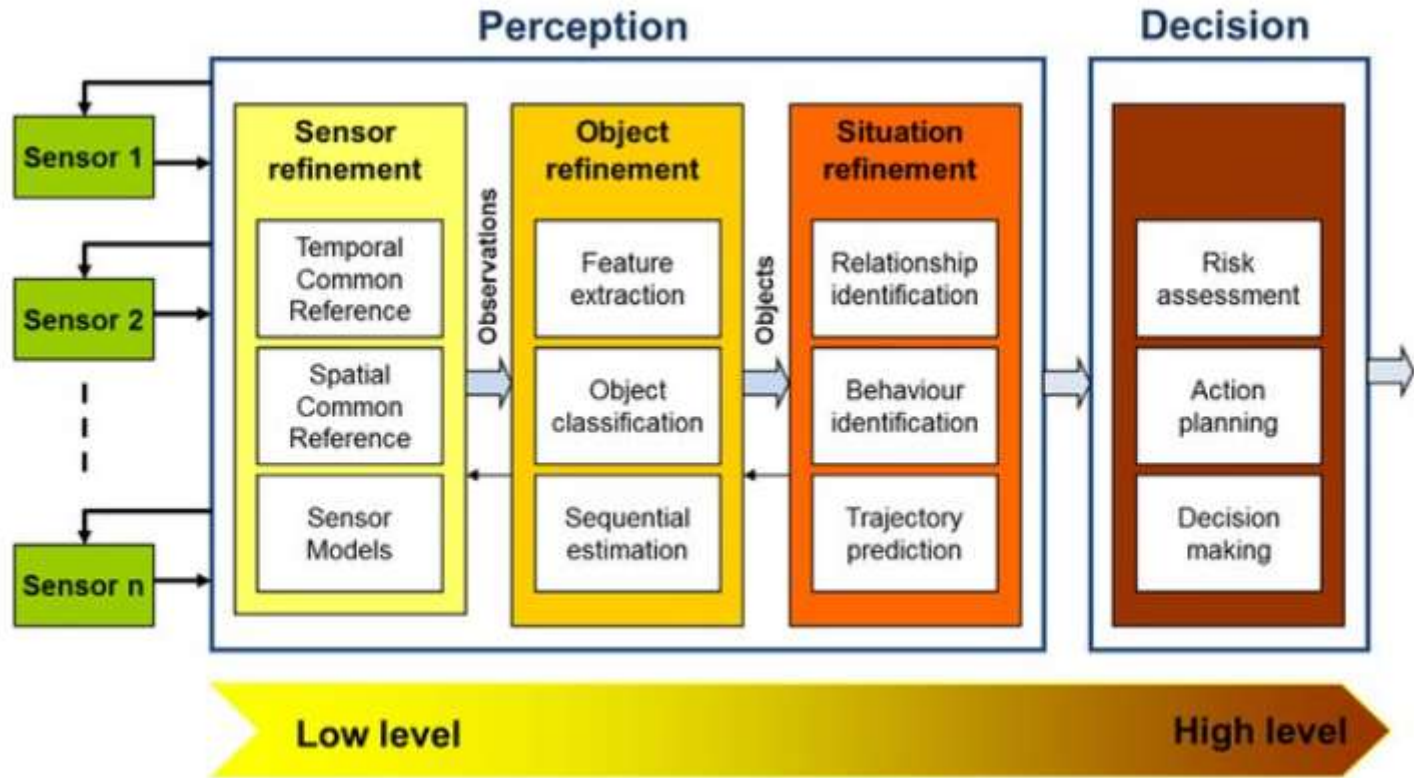 Perception
Decision
Sensor 1
Sensor 2
Sensor n
Sensor
refinement
Temporal
Common
Reference
Spatial
Common
Reference
Sensor
Models
Observations
Object
refinement
Feature
extraction
Object
classification
Sequential
estimation
Objects
Situation
refinement
Relationship
identification
Behaviour
identification
Trajectory
prediction
Risk
assessment
Action
planning
Decision
making
Low level
High level